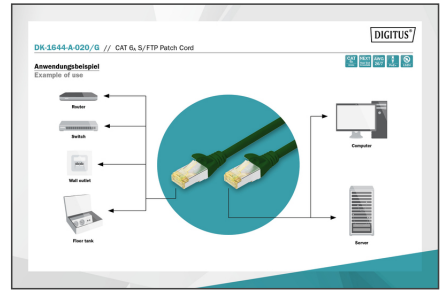 DIGITUS®
DK-1644-A-020/G // CAT 6A S/FTP Patch Cord
Anwendungsbeispiel
Example of use
Router
Switch
Wall outlet
Floor tank
Computer
Server